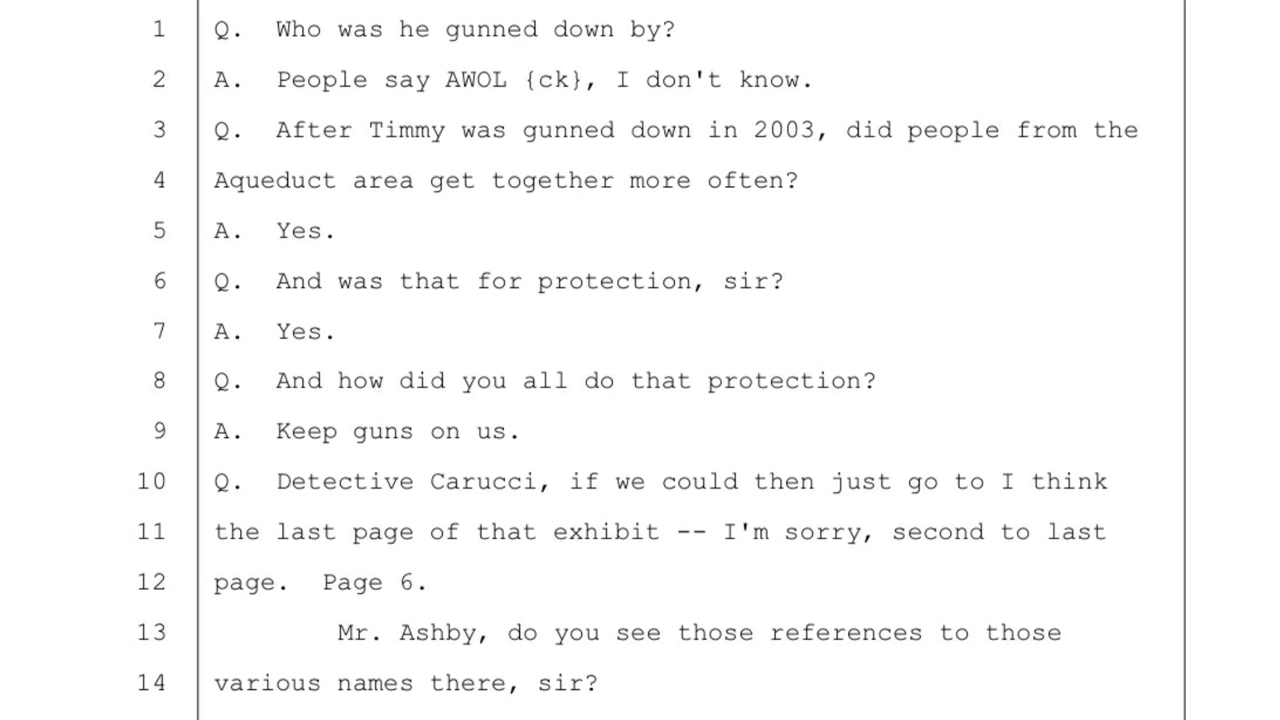 1 Q. Who was he gunned down by?
2 A. People say AWOL {ck}, I don't know.
3 Q. After Timmy was gunned down in 2003, did people from the
4 Aqueduct area get together more often?
5 A. Yes.
6 Q. And was that for protection, sir?
7 A. Yes.
8 Q. And how did you all do that protection?
9 A. Keep guns on us.
10 Q. Detective Carucci, if we could then just go to I think
11 the last page of that exhibit -- I'm sorry, second to last
12 page. Page 6.
13 Mr. Ashby, do you see those references to those
14 various names there, sir?